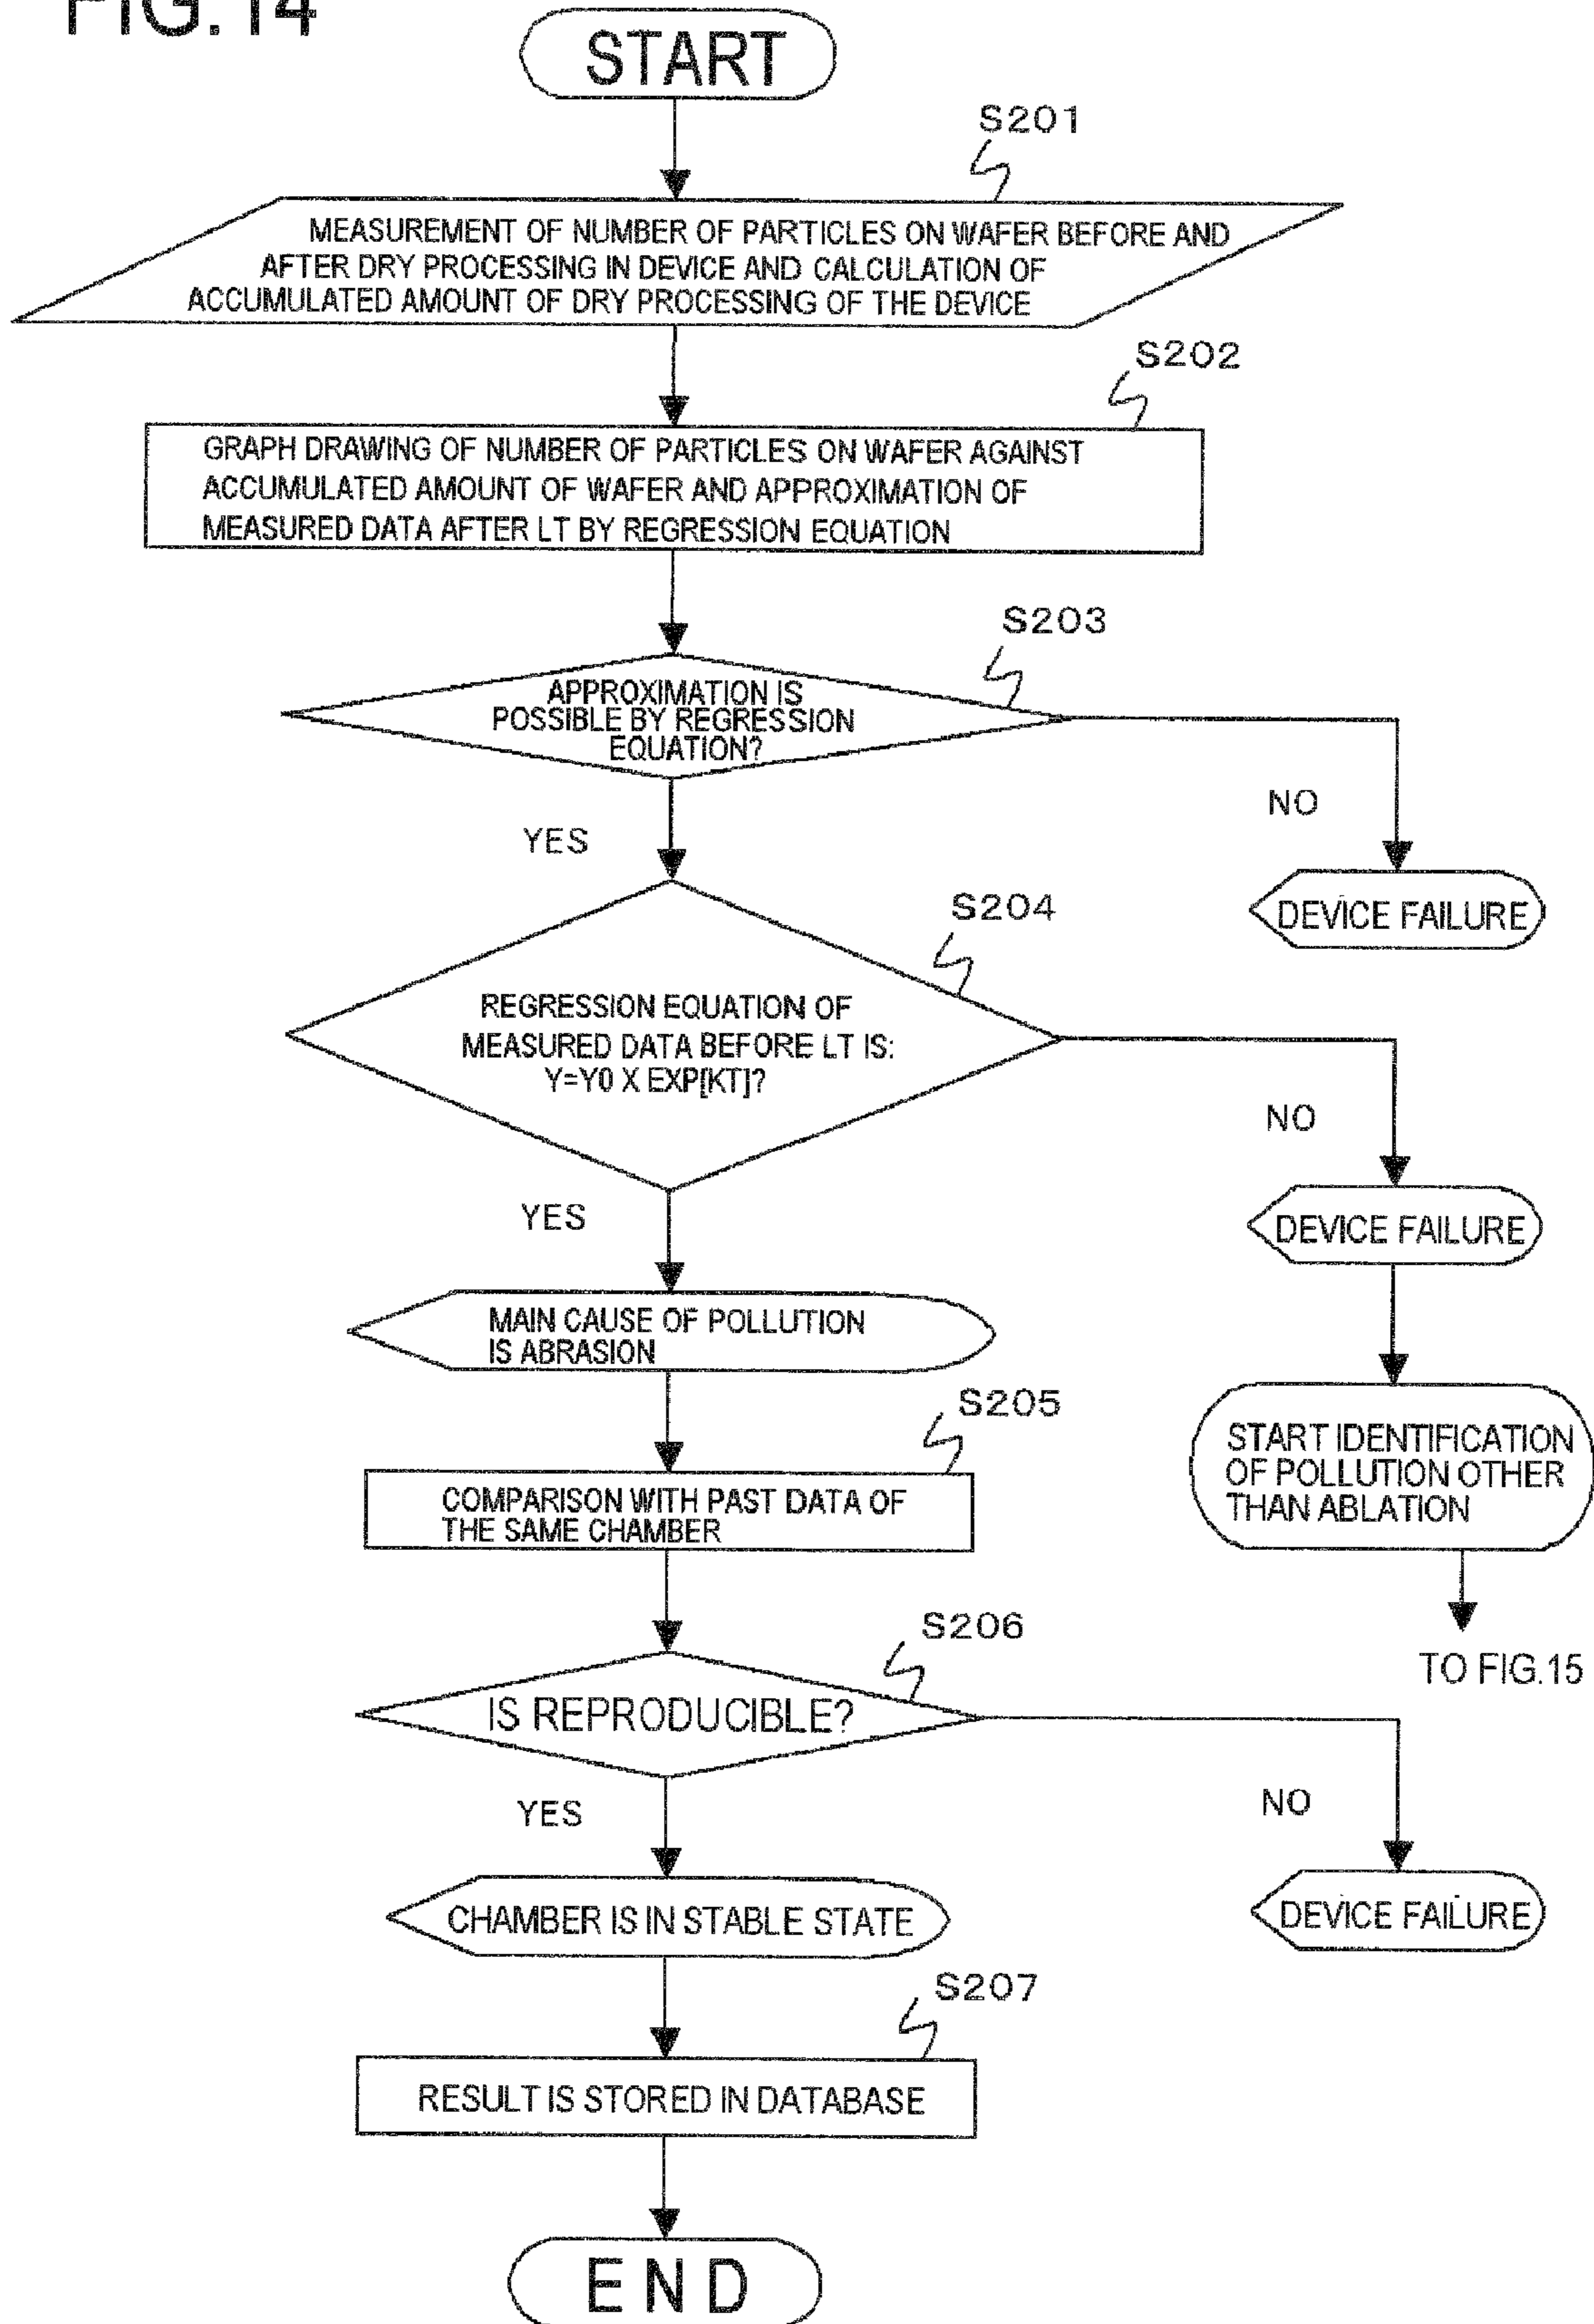 FIG.14
START
S201
MEASUREMENT OF NUMBER OF PARTICLES ON WAFER BEFORE AND
AFTER DRY PROCESSING IN DEVICE AND CALCULATION OF
ACCUMULATED AMOUNT OF DRY PROCESSING OF THE DEVICE
S202
GRAPH DRAWING OF NUMBER OF PARTICLES ON WAFER AGAINST
ACCUMULATED AMOUNT OF WAFER AND APPROXIMATION OF
MEASURED DATA AFTER LT BY REGRESSION EQUATION
S203
APPROXIMATION IS
POSSIBLE BY REGRESSION
EQUATION?
NO
YES
DEVICE FAILURE
S204
REGRESSION EQUATION OF
MEASURED DATA BEFORE LT IS:
Y=Y0 X EXP[KT]?
NO
YES
DEVICE FAILURE
MAIN CAUSE OF POLLUTION
IS ABRASION
START IDENTIFICATION
OF POLLUTION OTHER
THAN ABLATION
S205
COMPARISON WITH PAST DATA OF
THE SAME CHAMBER
TO FIG.15
S206
IS REPRODUCIBLE?
NO
YES
DEVICE FAILURE
CHAMBER IS IN STABLE STATE
S207
RESULT IS STORED IN DATABASE
END